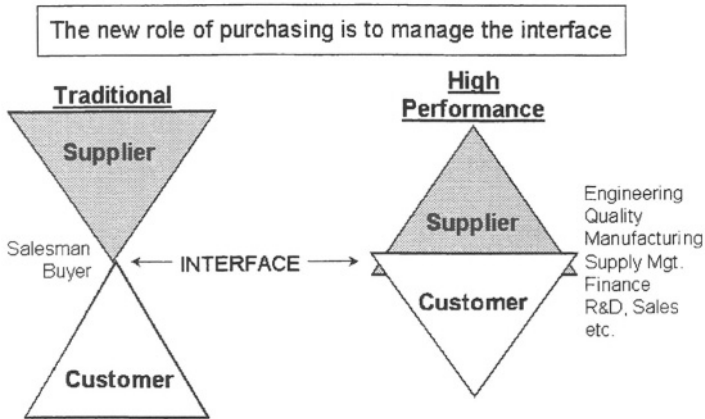 The new role of purchasing is to manage the interface
Traditional
Supplier
Salesman
Buyer
INTERFACE
Customer
High
Performance
Supplier
Customer
Engineering
Quality
Manufacturing
Supply Mgt.
Finance
R&D, Sales
etc.